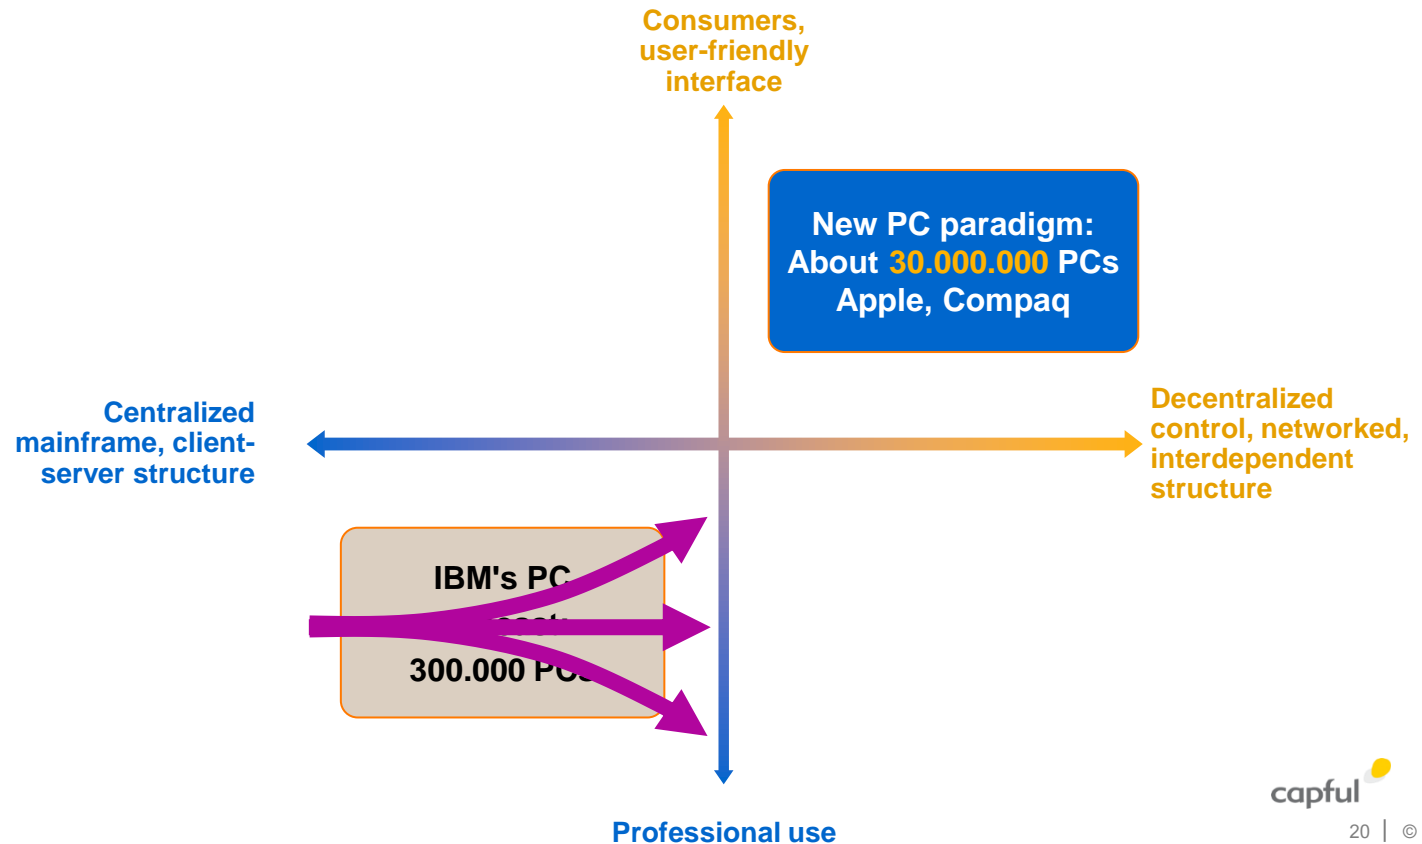 Consumers,
user-friendly
interface
New PC paradigm:
About 30.000.000 PCs
Apple, Compaq
Centralized
mainframe, client-
server structure
Decentralized
control, networked,
interdependent
structure
IBM's PC
300.000 PCs
Professional use
capful
20 | ©